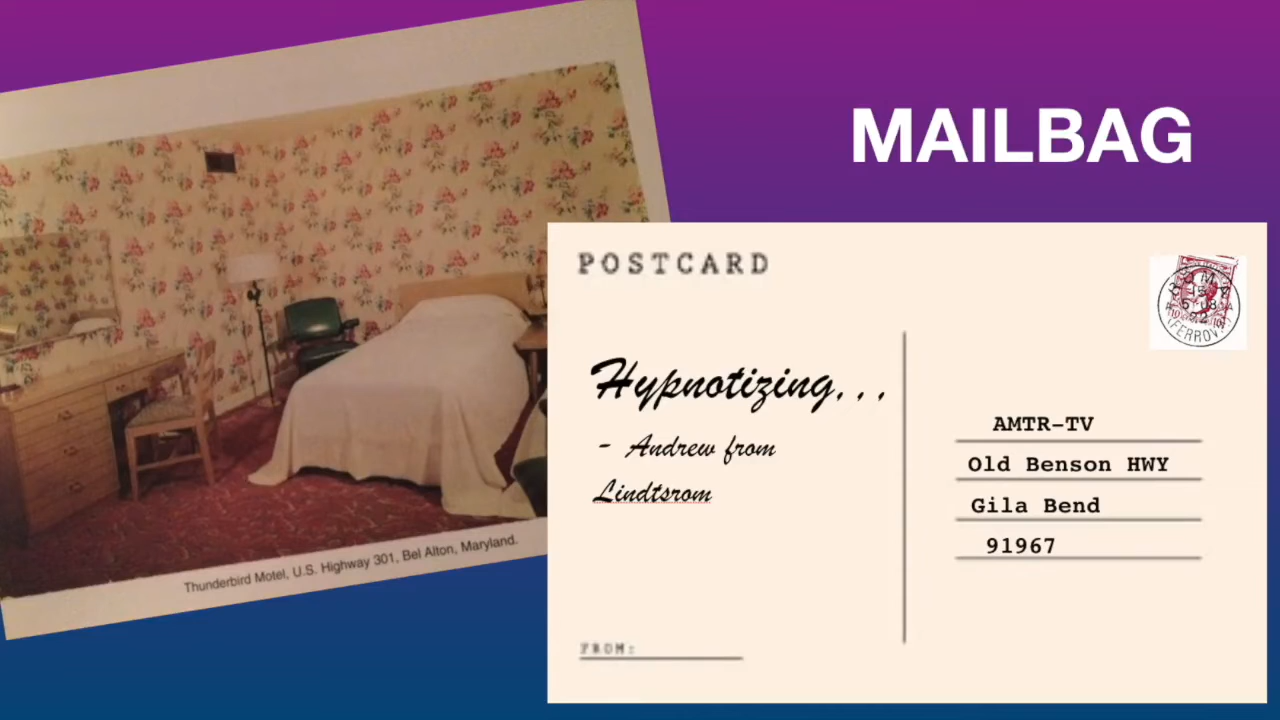 MAILBAG
POSTCARD
Hypnotizing...
- Andrew from
Lindtsrom
AMTR-TV
Old Benson HWY
Gila Bend
91967
FROM:
Thunderbird Motel, U.S. Highway 301, Bel Alton, Maryland.